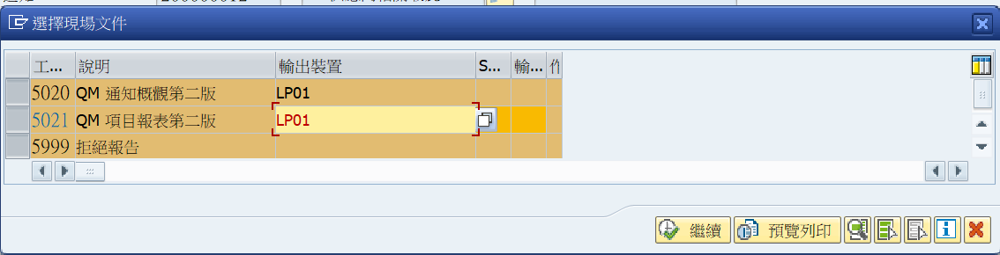 選擇現場文件
工... 說明 輸出裝置 S... 輸... 作
5020 QM 通知概觀第二版 LP01
5021 QM 項目報表第二版 LP01
5999 拒絕報告
繼續 預覽列印